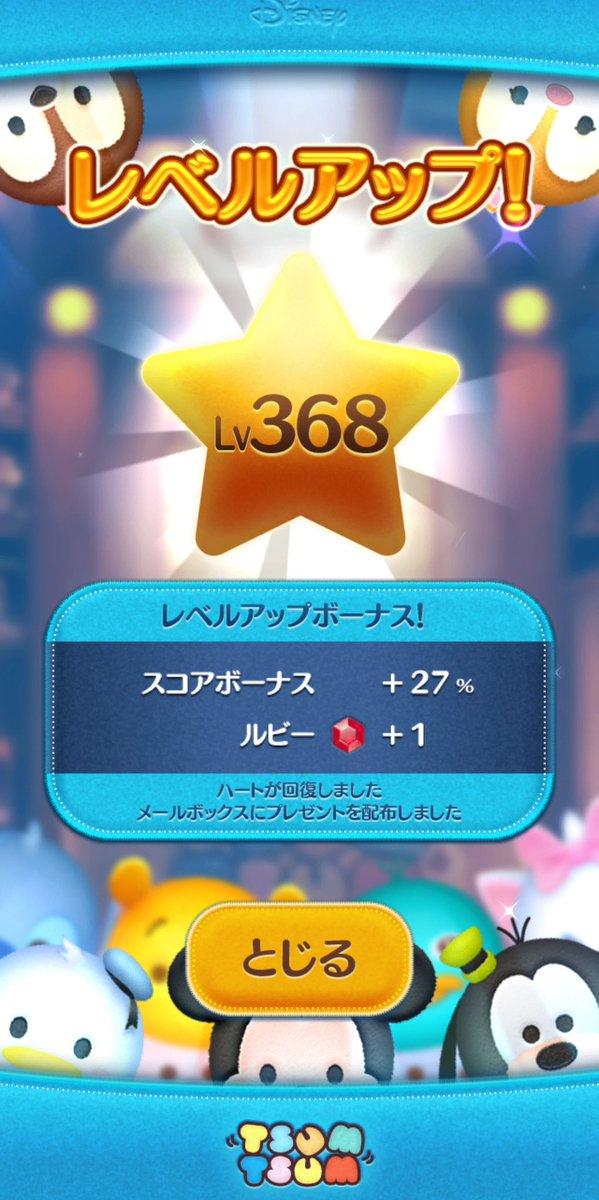 Disney
レベルアップ!
Lv368
レベルアップボーナス!
スコアボーナス +27%
ルビー +1
ハートが回復しました
メールボックスにプレゼントを配布しました
とじる
TSUM
TSUM